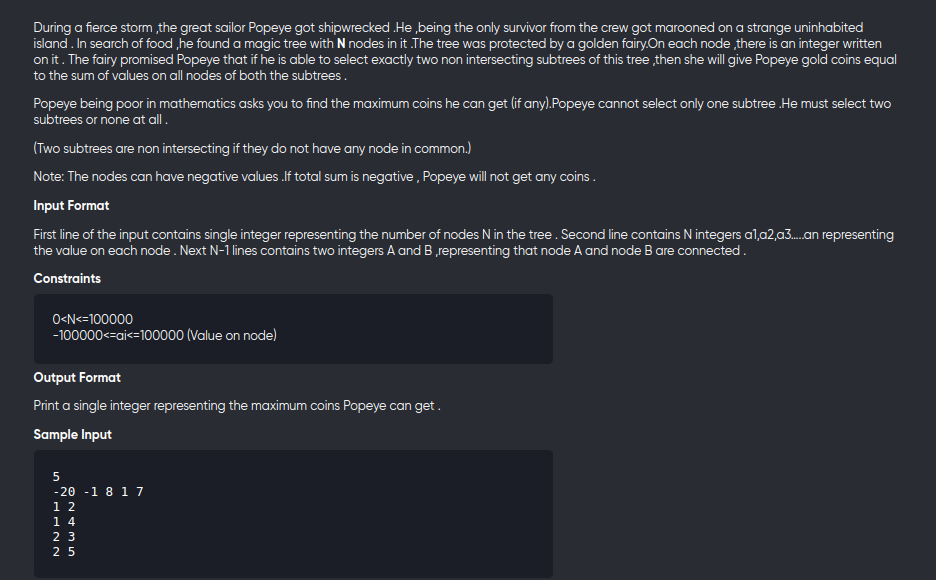 During a fierce storm ,the great sailor Popeye got shipwrecked .He ,being the only survivor from the crew got marooned on a strange uninhabited
island . In search of food ,he found a magic tree with N nodes in it .The tree was protected by a golden fairy.On each node ,there is an integer written
on it . The fairy promised Popeye that if he is able to select exactly two non intersecting subtrees of this tree ,then she will give Popeye gold coins equal
to the sum of values on all nodes of both the subtrees .
Popeye being poor in mathematics asks you to find the maximum coins he can get (if any).Popeye cannot select only one subtree .He must select two
subtrees or none at all .
(Two subtrees are non intersecting if they do not have any node in common.)
Note: The nodes can have negative values .If total sum is negative , Popeye will not get any coins .
Input Format
First line of the input contains single integer representing the number of nodes N in the tree . Second line contains N integers a1,a2,a3.....an representing
the value on each node . Next N-1 lines contains two integers A and B ,representing that node A and node B are connected .
Constraints
0<N<=100000
-100000<=ai<=100000 (Value on node)
Output Format
Print a single integer representing the maximum coins Popeye can get .
Sample Input
5
-20 -1 8 1 7
1 2
1 4
2 3
2 5